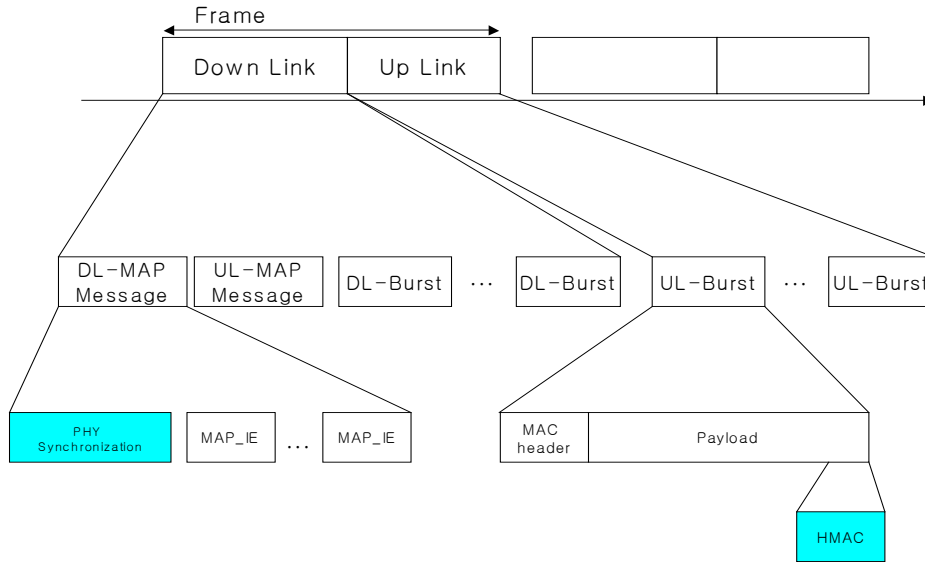 Frame
Down Link
Up Link
DL-MAP
Message
UL-MAP
Message
DL-Burst
...
DL-Burst
UL-Burst
...
UL-Burst
PHY
Synchronization
MAP_IE
...
MAP_IE
MAC
header
Payload
HMAC